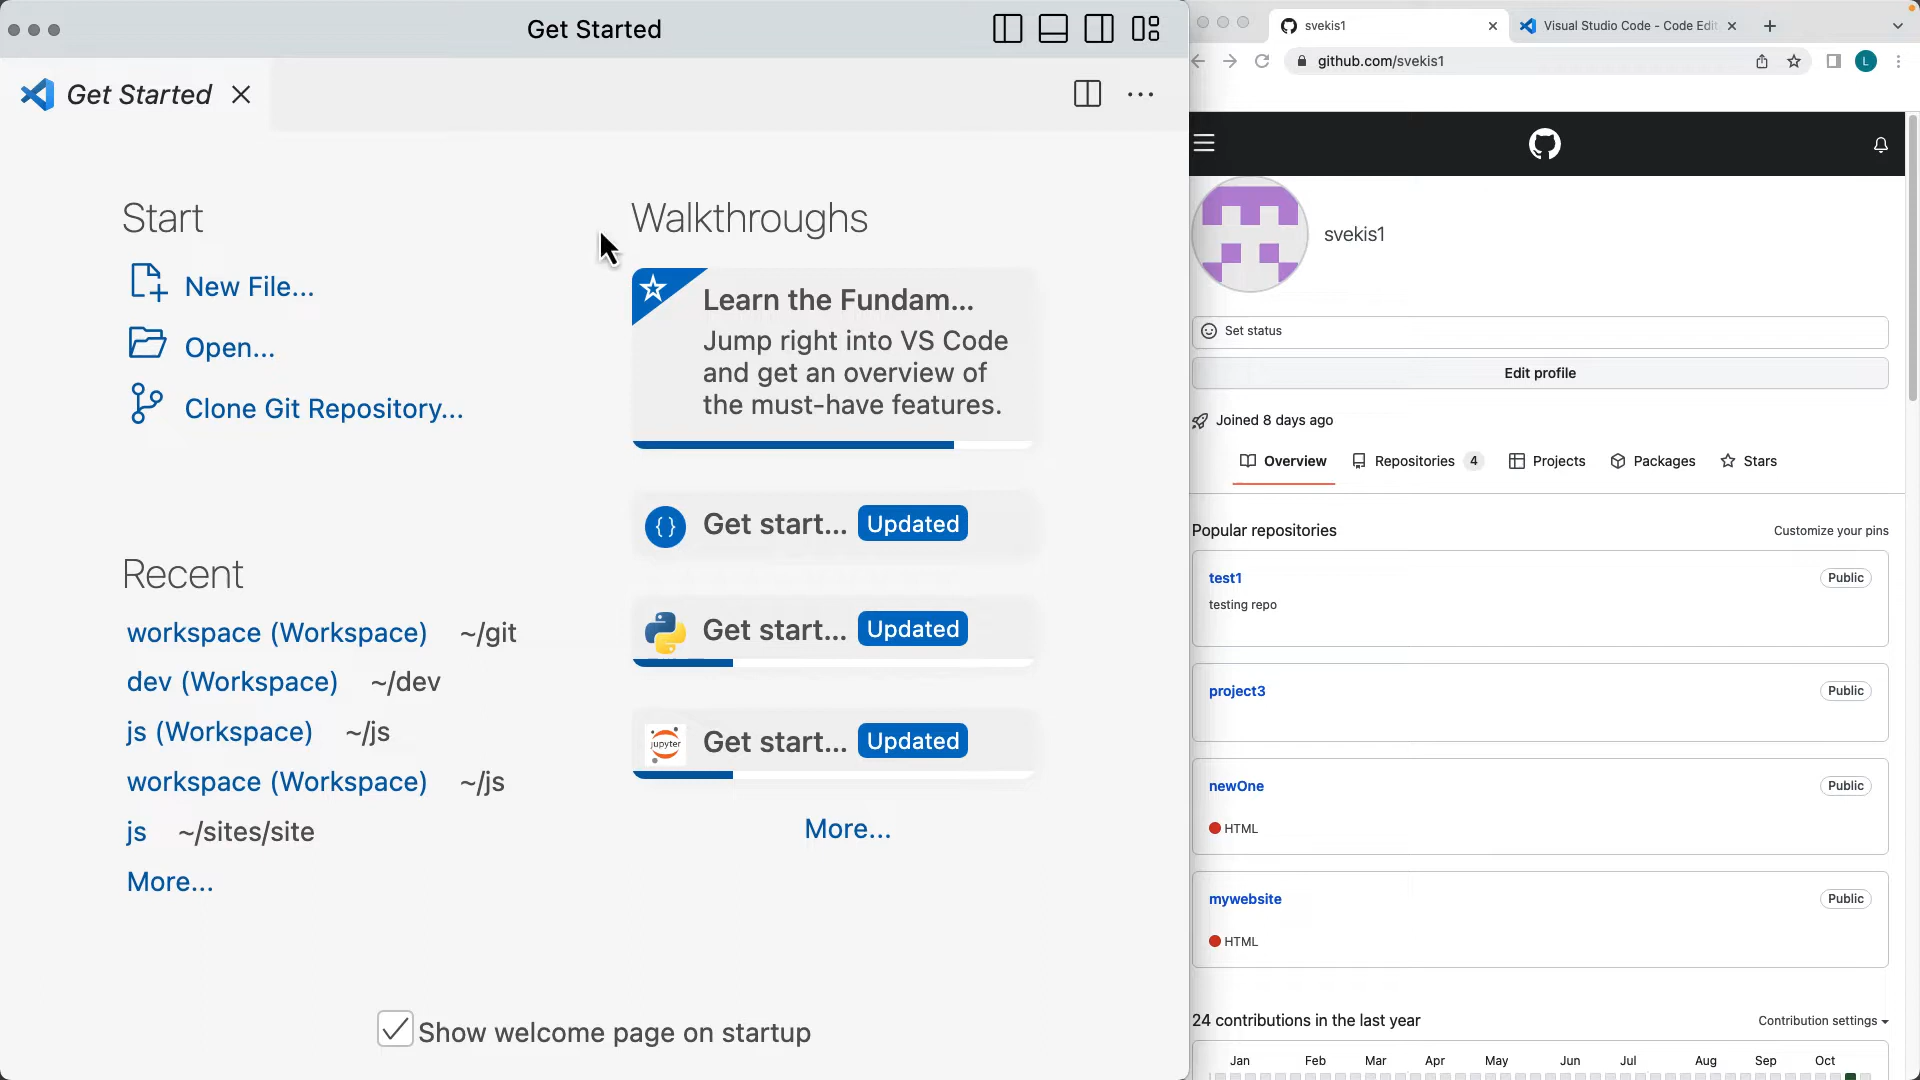 Get Started
Get Started
Start
New File...
Open...
Clone Git Repository...
Recent
workspace (Workspace) ~/git
dev (Workspace) ~/dev
js (Workspace) ~/js
workspace (Workspace) ~/js
js ~/sites/site
More...
Walkthroughs
Learn the Fundam...
Jump right into VS Code
and get an overview of
the must-have features.
Get start... Updated
Get start... Updated
jupyter
Get start... Updated
More...
Show welcome page on startup
svekis1
Visual Studio Code - Code Edit
github.com/svekis1
L
svekis1
Set status
Edit profile
Joined 8 days ago
Overview Repositories 4 Projects Packages Stars
Popular repositories Customize your pins
test1 Public
testing repo
project3 Public
newOne Public
HTML
mywebsite Public
HTML
24 contributions in the last year Contribution settings
Jan Feb Mar Apr May Jun Jul Aug Sep Oct